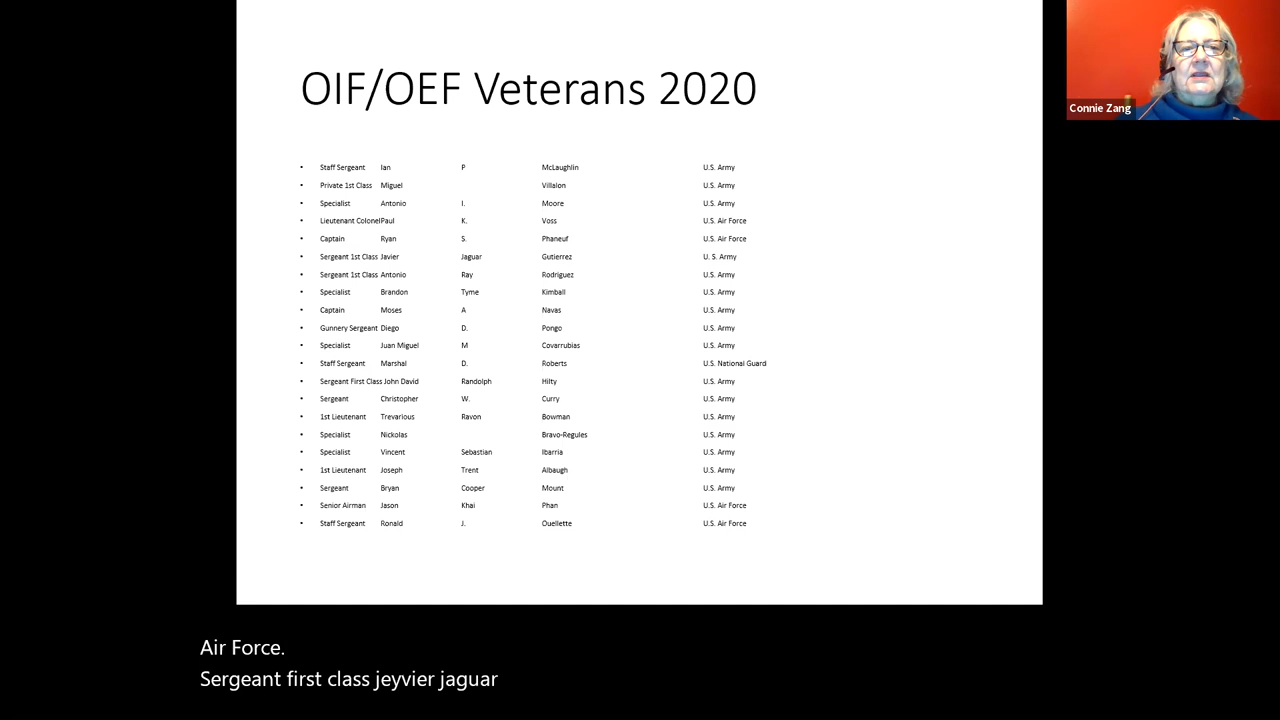 OIF/OEF Veterans 2020
• Staff Sergeant Ian P McLaughlin U.S. Army
• Private 1st Class Miguel Villalon U.S. Army
• Specialist Antonio I. Moore U.S. Army
• Lieutenant Colonel Paul K. Voss U.S. Air Force
• Captain Ryan S. Phaneuf U.S. Air Force
• Sergeant 1st Class Javier Jaguar Gutierrez U. S. Army
• Sergeant 1st Class Antonio Ray Rodriguez U.S. Army
• Specialist Brandon Tyme Kimball U.S. Army
• Captain Moses A Navas U.S. Army
• Gunnery Sergeant Diego D. Pongo U.S. Army
• Specialist Juan Miguel M Covarrubias U.S. Army
• Staff Sergeant Marshal D. Roberts U.S. National Guard
• Sergeant First Class John David Randolph Hilty U.S. Army
• Sergeant Christopher W. Curry U.S. Army
• 1st Lieutenant Trevarious Ravon Bowman U.S. Army
• Specialist Nickolas Bravo-Regules U.S. Army
• Specialist Vincent Sebastian Ibarria U.S. Army
• 1st Lieutenant Joseph Trent Albaugh U.S. Army
• Sergeant Bryan Cooper Mount U.S. Army
• Senior Airman Jason Khai Phan U.S. Air Force
• Staff Sergeant Ronald J. Ouellette U.S. Air Force
Connie Zang
Air Force.
Sergeant first class jeyvier jaguar